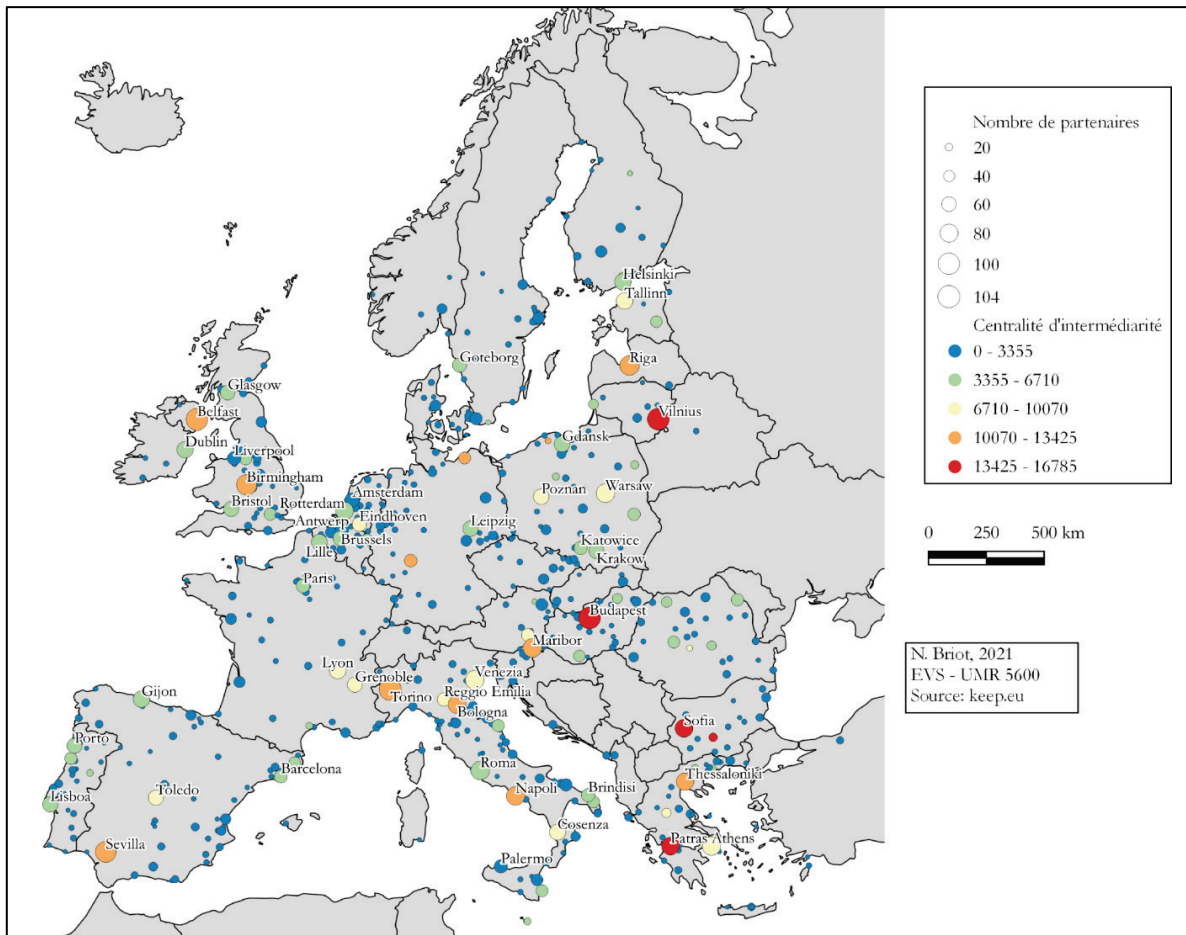 Nombre de partenaires
20
40
60
80
100
104
Centralité d'intermédiarité
0 - 3355
3355 - 6710
6710 - 10070
10070 - 13425
13425 - 16785
0 250 500 km
N. Briot, 2021
EVS - UMR 5600
Source: keep.eu
Helsinki
Tallinn
Göteborg
Riga
Glasgow
Belfast
Vilnius
Dublin
Liverpool
Gdansk
Birmingham
Amsterdam
Poznan
Warsaw
Bristol
Rotterdam
Antwerp
Eindhoven
Leipzig
Brussels
Lille
Katowice
Krakow
Paris
Budapest
Maribor
Lyon
Grenoble
Venezia
Torino
Reggio Emilia
Bologna
Gijon
Sofia
Porto
Barcelona
Roma
Thessaloniki
Toledo
Napoli
Brindisi
Lisboa
Cosenza
Sevilla
Patras
Athens
Palermo